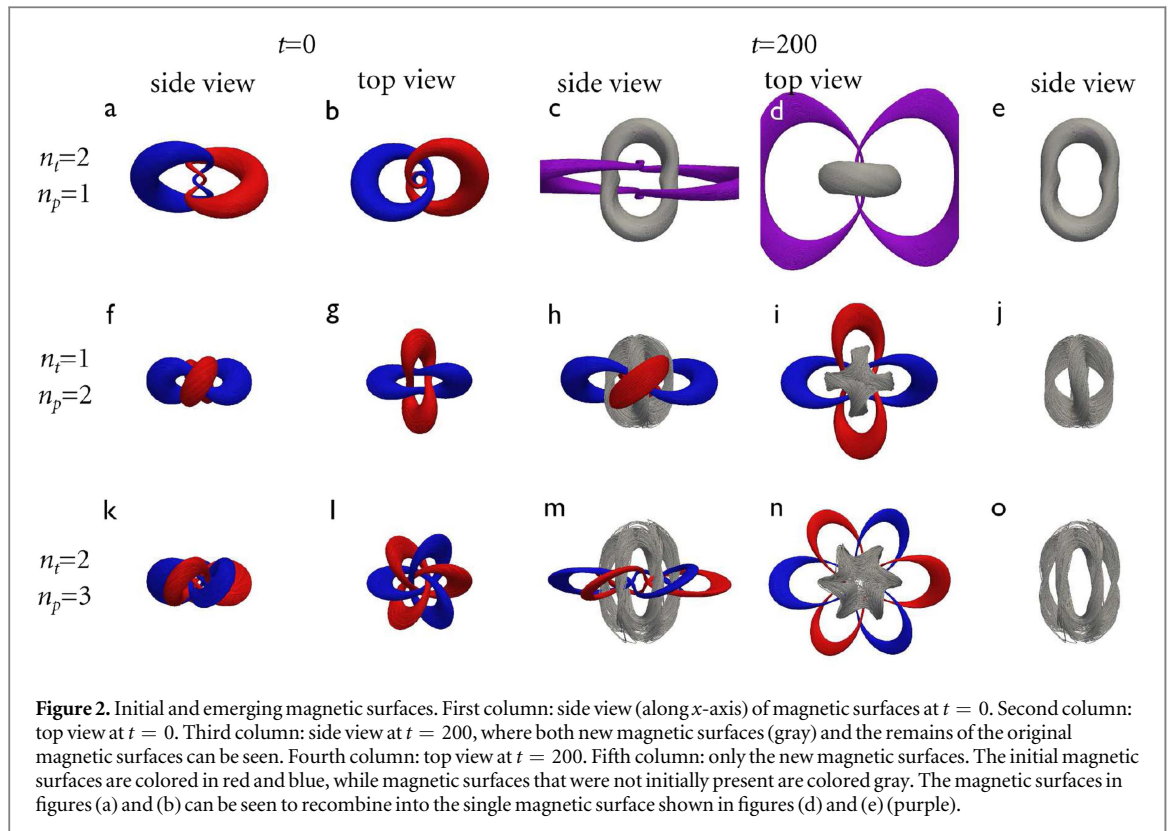 t=0
t=200
side view
top view
side view
top view
side view
a
b
c
d
e
nt=2
np=1
f
g
h
i
j
nt=1
np=2
k
l
m
n
o
nt=2
np=3
Figure 2. Initial and emerging magnetic surfaces. First column: side view (along x-axis) of magnetic surfaces at t = 0. Second column:
top view at t = 0. Third column: side view at t = 200, where both new magnetic surfaces (gray) and the remains of the original
magnetic surfaces can be seen. Fourth column: top view at t = 200. Fifth column: only the new magnetic surfaces. The initial magnetic
surfaces are colored in red and blue, while magnetic surfaces that were not initially present are colored gray. The magnetic surfaces in
figures (a) and (b) can be seen to recombine into the single magnetic surface shown in figures (d) and (e) (purple).